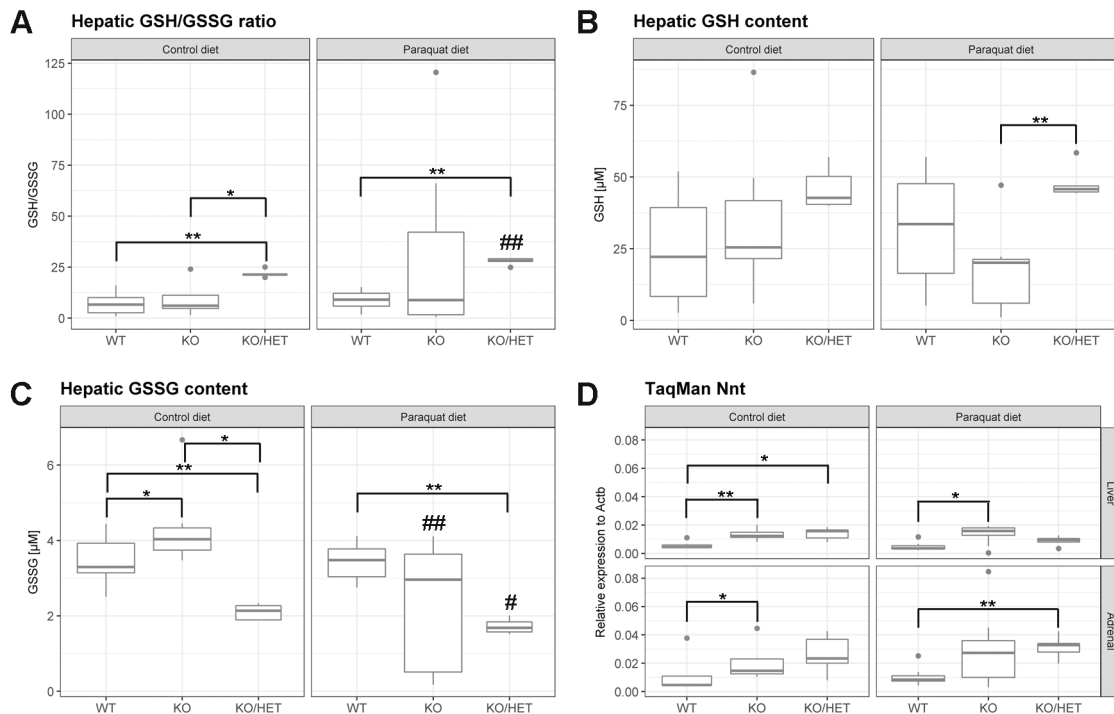 A
Hepatic GSH/GSSG ratio
Control diet
Paraquat diet
GSH/GSSG
125
100
75
50
25
0
*
**
**
##
WT
KO
KO/HET
WT
KO
KO/HET
B
Hepatic GSH content
Control diet
Paraquat diet
GSH [µM]
75
50
25
0
**
WT
KO
KO/HET
WT
KO
KO/HET
C
Hepatic GSSG content
Control diet
Paraquat diet
GSSG [µM]
6
4
2
0
*
**
*
**
##
#
WT
KO
KO/HET
WT
KO
KO/HET
D
TaqMan Nnt
Control diet
Paraquat diet
Relative expression to Actb
0.08
0.06
0.04
0.02
0.00
*
**
*
Liver
0.08
0.06
0.04
0.02
0.00
*
**
Adrenal
WT
KO
KO/HET
WT
KO
KO/HET